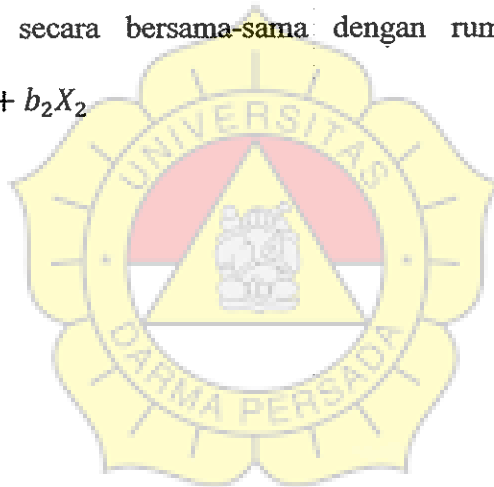 secara bersama-sama dengan rum
+ b₂X₂
UNIVERSITAS
DARMA PERSADA